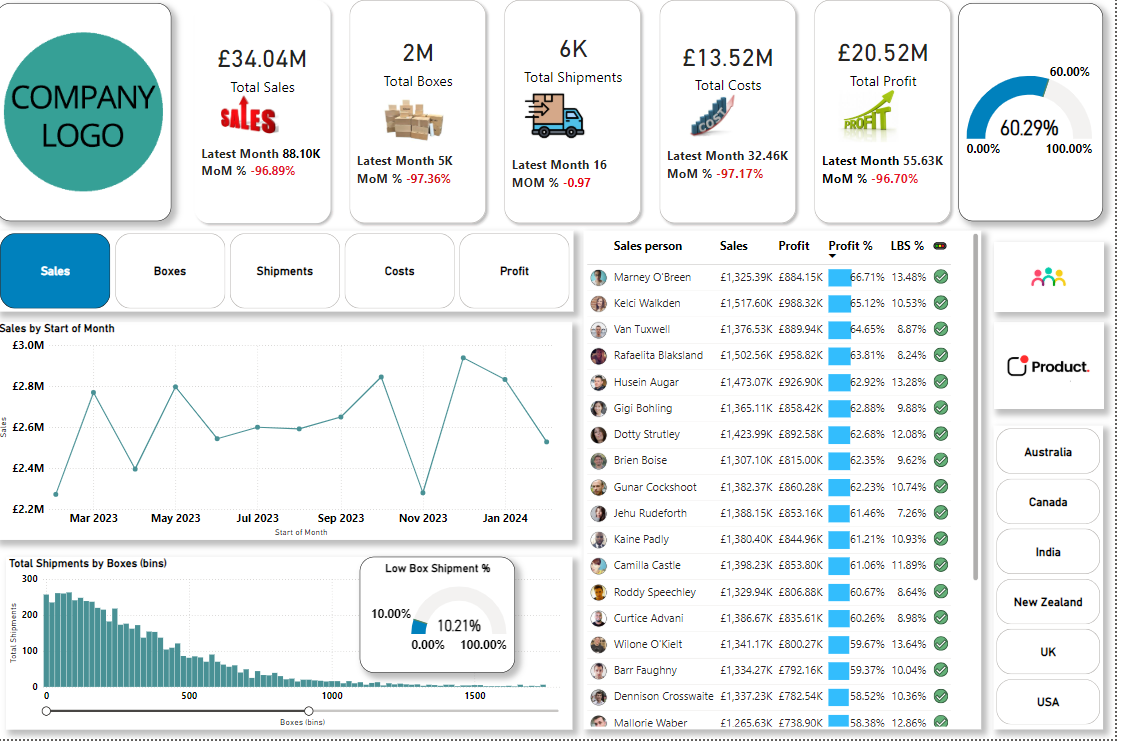 COMPANY
LOGO
£34.04M
Total Sales
SALES
Latest Month 88.10K
MoM % -96.89%
2M
Total Boxes
Latest Month 5K
MoM % -97.36%
6K
Total Shipments
Latest Month 16
MOM % -0.97
£13.52M
Total Costs
COST
Latest Month 32.46K
MoM % -97.17%
£20.52M
Total Profit
PROFIT
Latest Month 55.63K
MoM % -96.70%
60.00%
60.29%
0.00% 100.00%
Sales Boxes Shipments Costs Profit
Sales by Start of Month
£3.0M
£2.8M
£2.6M
£2.4M
£2.2M
Sales
Mar 2023 May 2023 Jul 2023 Sep 2023 Nov 2023 Jan 2024
Start of Month
Total Shipments by Boxes (bins)
300
200
100
0
Total Shipments
0 500 1000 1500
Boxes (bins)
Low Box Shipment %
10.00%
10.21%
0.00% 100.00%
Sales person Sales Profit Profit % LBS %
Marney O'Breen £1,325.39K £884.15K 66.71% 13.48%
Kelci Walkden £1,517.60K £988.32K 65.12% 10.53%
Van Tuxwell £1,376.53K £889.94K 64.65% 8.87%
Rafaelita Blaksland £1,502.56K £958.82K 63.81% 8.24%
Husein Augar £1,473.07K £926.90K 62.92% 13.28%
Gigi Bohling £1,365.11K £858.42K 62.88% 9.88%
Dotty Strutley £1,423.99K £892.58K 62.68% 12.08%
Brien Boise £1,307.10K £815.00K 62.35% 9.62%
Gunar Cockshoot £1,382.37K £860.28K 62.23% 10.74%
Jehu Rudeforth £1,388.15K £853.16K 61.46% 7.26%
Kaine Padly £1,380.40K £844.96K 61.21% 10.93%
Camilla Castle £1,398.23K £853.80K 61.06% 11.89%
Roddy Speechley £1,329.94K £806.88K 60.67% 8.64%
Curtice Advani £1,386.67K £835.61K 60.26% 8.98%
Wilone O'Kielt £1,341.17K £800.27K 59.67% 13.64%
Barr Faughny £1,334.27K £792.16K 59.37% 10.04%
Dennison Crosswaite £1,337.23K £782.54K 58.52% 10.36%
Mallorie Waber £1,265.63K £738.90K 58.38% 12.86%
Product.
Australia
Canada
India
New Zealand
UK
USA